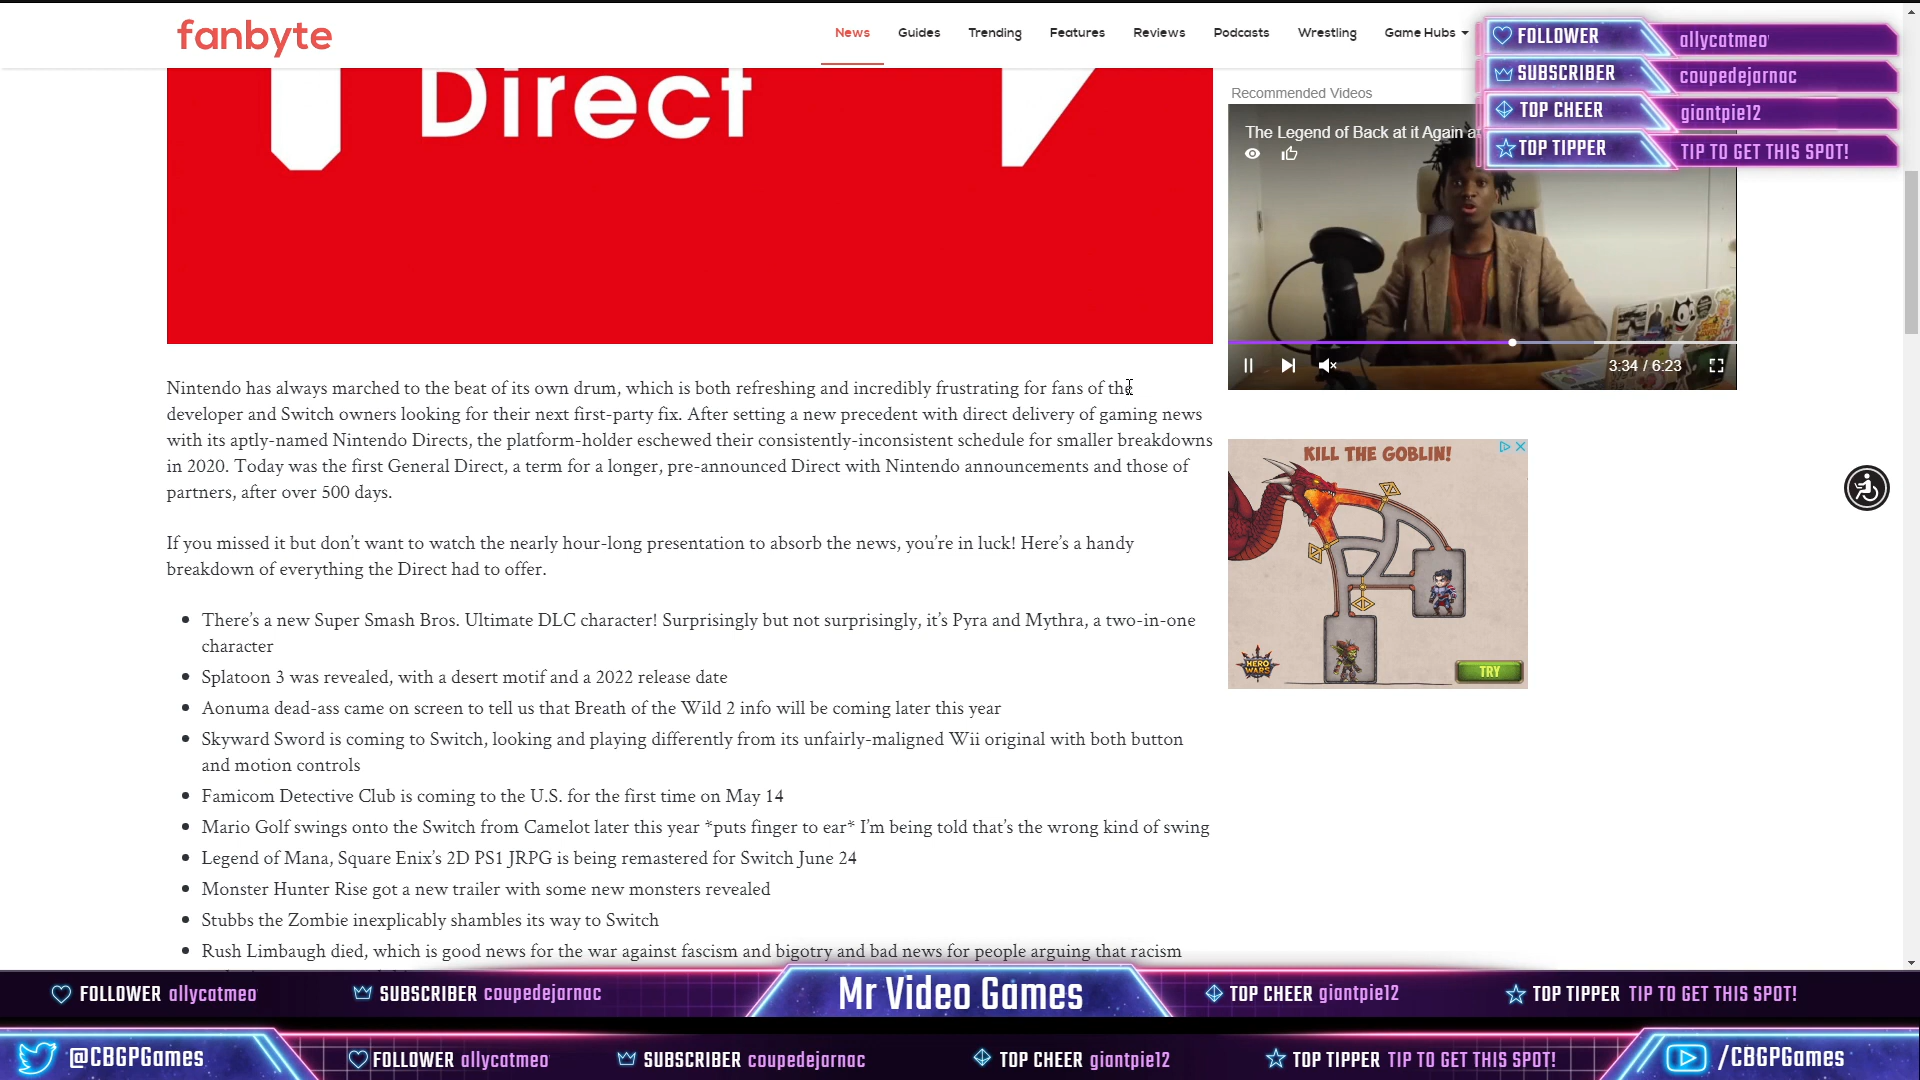 fanbyte
News Guides Trending Features Reviews Podcasts Wrestling Game Hubs
FOLLOWER allycatmeo
SUBSCRIBER coupedejarnac
TOP CHEER giantpie12
TOP TIPPER TIP TO GET THIS SPOT!
Direct
Recommended Videos
The Legend of Back at it Again a
3:34 / 6:23
Nintendo has always marched to the beat of its own drum, which is both refreshing and incredibly frustrating for fans of the
developer and Switch owners looking for their next first-party fix. After setting a new precedent with direct delivery of gaming news
with its aptly-named Nintendo Directs, the platform-holder eschewed their consistently-inconsistent schedule for smaller breakdowns
in 2020. Today was the first General Direct, a term for a longer, pre-announced Direct with Nintendo announcements and those of
partners, after over 500 days.
If you missed it but don’t want to watch the nearly hour-long presentation to absorb the news, you’re in luck! Here’s a handy
breakdown of everything the Direct had to offer.
There’s a new Super Smash Bros. Ultimate DLC character! Surprisingly but not surprisingly, it’s Pyra and Mythra, a two-in-one
character
Splatoon 3 was revealed, with a desert motif and a 2022 release date
Aonuma dead-ass came on screen to tell us that Breath of the Wild 2 info will be coming later this year
Skyward Sword is coming to Switch, looking and playing differently from its unfairly-maligned Wii original with both button
and motion controls
Famicom Detective Club is coming to the U.S. for the first time on May 14
Mario Golf swings onto the Switch from Camelot later this year *puts finger to ear* I’m being told that’s the wrong kind of swing
Legend of Mana, Square Enix’s 2D PS1 JRPG is being remastered for Switch June 24
Monster Hunter Rise got a new trailer with some new monsters revealed
Stubbs the Zombie inexplicably shambles its way to Switch
Rush Limbaugh died, which is good news for the war against fascism and bigotry and bad news for people arguing that racism
KILL THE GOBLIN!
HERO WARS
TRY
FOLLOWER allycatmeo SUBSCRIBER coupedejarnac Mr Video Games TOP CHEER giantpie12 TOP TIPPER TIP TO GET THIS SPOT!
@CBGPGames FOLLOWER allycatmeo SUBSCRIBER coupedejarnac TOP CHEER giantpie12 TOP TIPPER TIP TO GET THIS SPOT! /CBGPGames